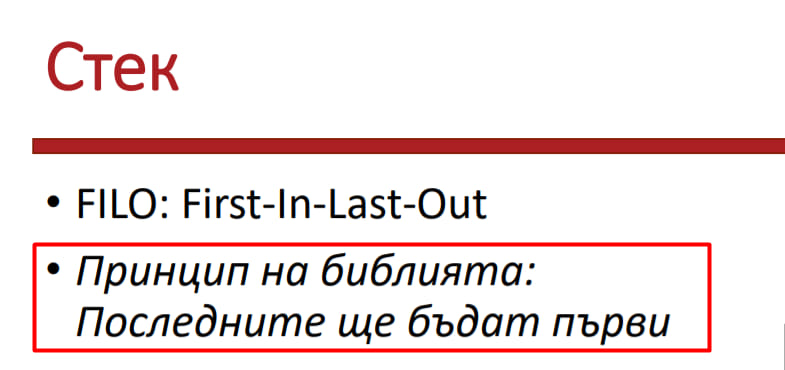 Стек
• FILO: First-In-Last-Out
• Принцип на библията:
Последните ще бъдат първи